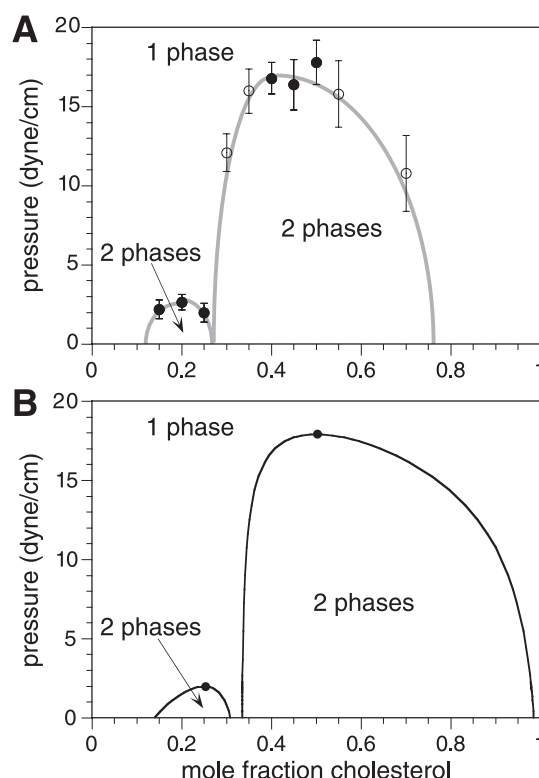 A
20
15
10
5
0
pressure (dyne/cm)
1 phase
2 phases
2 phases
0
0.2
0.4
0.6
0.8
1
B
20
15
10
5
0
pressure (dyne/cm)
1 phase
2 phases
2 phases
0
0.2
0.4
0.6
0.8
1
mole fraction cholesterol